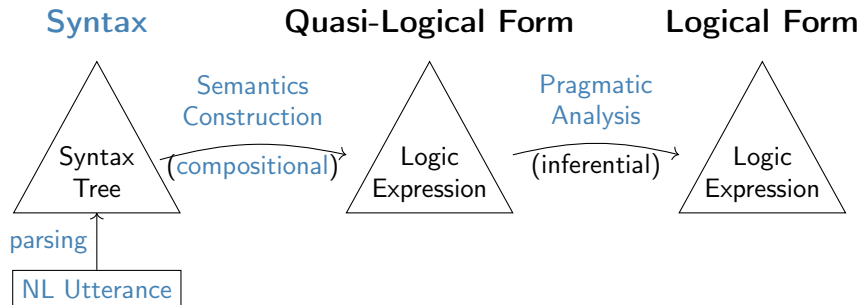 Syntax
Quasi-Logical Form
Logical Form
Semantics
Construction
(compositional)
Pragmatic
Analysis
(inferential)
Syntax
Tree
Logic
Expression
Logic
Expression
parsing
NL Utterance